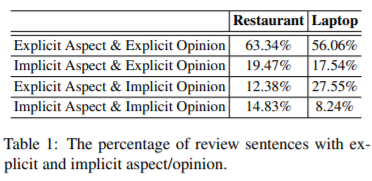 Restaurant Laptop
Explicit Aspect & Explicit Opinion 63.34% 56.06%
Implicit Aspect & Explicit Opinion 19.47% 17.54%
Explicit Aspect & Implicit Opinion 12.38% 27.55%
Implicit Aspect & Implicit Opinion 14.83% 8.24%
Table 1: The percentage of review sentences with ex-
plicit and implicit aspect/opinion.